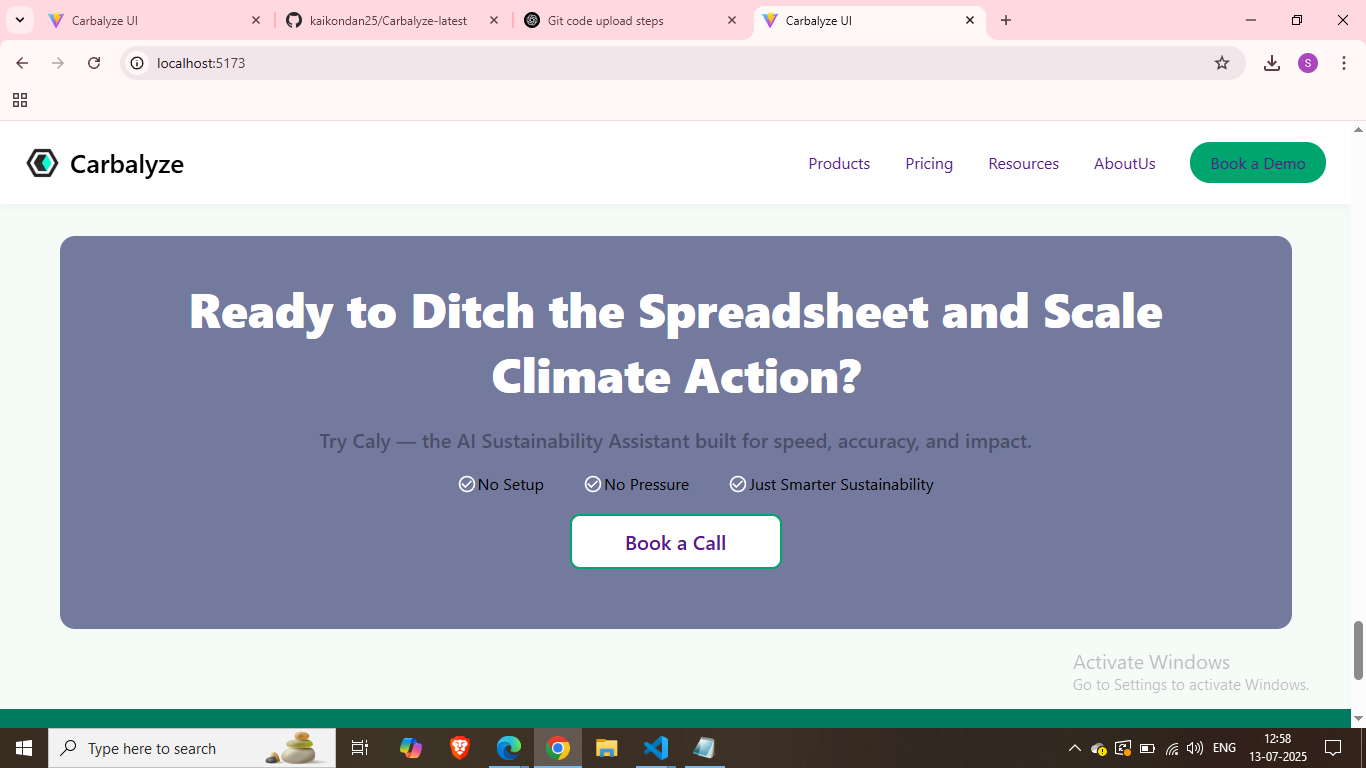 Carbalyze UI
kaikondan25/Carbalyze-latest
Git code upload steps
Carbalyze UI
localhost:5173
S
Carbalyze
Products
Pricing
Resources
AboutUs
Book a Demo
Ready to Ditch the Spreadsheet and Scale
Climate Action?
Try Caly — the AI Sustainability Assistant built for speed, accuracy, and impact.
No Setup
No Pressure
Just Smarter Sustainability
Book a Call
Activate Windows
Go to Settings to activate Windows.
Type here to search
ENG
12:58
13-07-2025